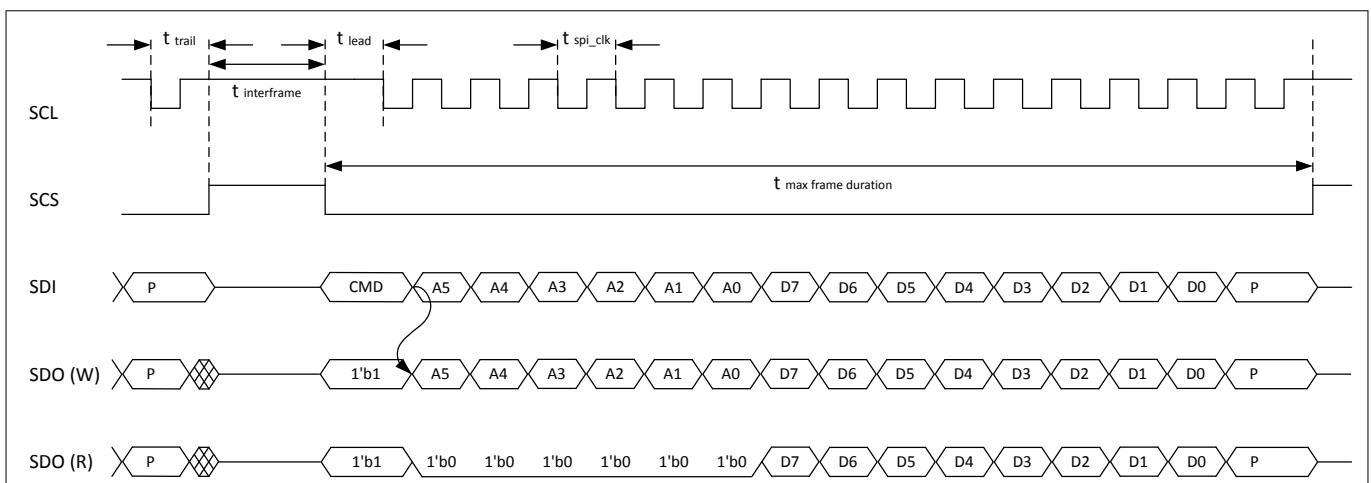 t trail t lead t spi_clk
t interframe
SCL
t max frame duration
SCS
SDI P CMD A5 A4 A3 A2 A1 A0 D7 D6 D5 D4 D3 D2 D1 D0 P
SDO (W) P 1'b1 A5 A4 A3 A2 A1 A0 D7 D6 D5 D4 D3 D2 D1 D0 P
SDO (R) P 1'b1 1'b0 1'b0 1'b0 1'b0 1'b0 1'b0 D7 D6 D5 D4 D3 D2 D1 D0 P